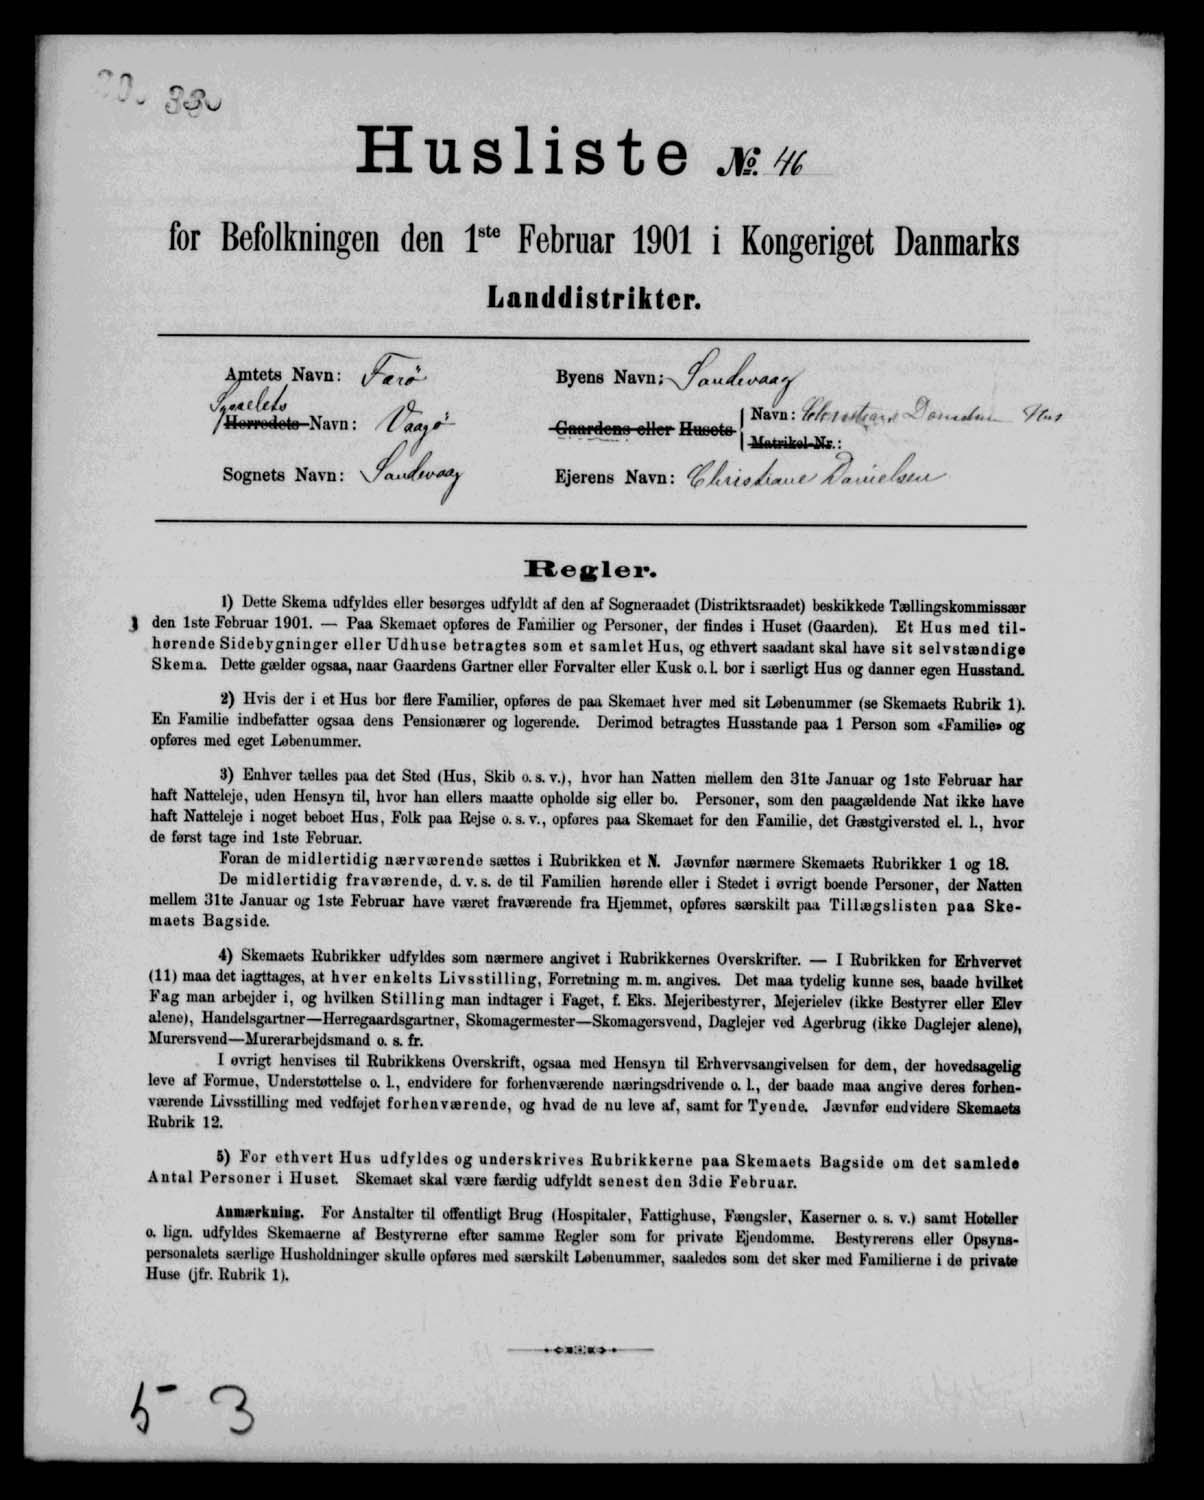 33
Husliste No. 46
for Befolkningen den 1ste Februar 1901 i Kongeriget Danmarks
Landdistrikter.
Amtets Navn: Færö
Sysselets
Herredets Navn: Vaagö
Sognets Navn: Sandevaag
Byens Navn: Sandevaag
Gaardens eller Husets Navn: Christiane Danielsen Hus
Matrikel-Nr.:
Ejerens Navn: Christiane Danielsen
Regler.
1) Dette Skema udfyldes eller besørges udfyldt af den af Sogneraadet (Distriktsraadet) beskikkede Tællingskommissær
den 1ste Februar 1901. — Paa Skemaet opføres de Familier og Personer, der findes i Huset (Gaarden). Et Hus med til-
hørende Sidebygninger eller Udhuse betragtes som et samlet Hus, og ethvert saadant skal have sit selvstændige
Skema. Dette gælder ogsaa, naar Gaardens Gartner eller Forvalter eller Kusk o. l. bor i særligt Hus og danner egen Husstand.
2) Hvis der i et Hus bor flere Familier, opføres de paa Skemaet hver med sit Løbenummer (se Skemaets Rubrik 1).
En Familie indbefatter ogsaa dens Pensionærer og logerende. Derimod betragtes Husstande paa 1 Person som «Familie» og
opføres med eget Løbenummer.
3) Enhver tælles paa det Sted (Hus, Skib o. s. v.), hvor han Natten mellem den 31te Januar og 1ste Februar har
haft Natteleje, uden Hensyn til, hvor han ellers maatte opholde sig eller bo. Personer, som den paagældende Nat ikke have
haft Natteleje i noget beboet Hus, Folk paa Rejse o. s. v., opføres paa Skemaet for den Familie, det Gæstgiversted el. l., hvor
de først tage ind 1ste Februar.
Foran de midlertidig nærværende sættes i Rubrikken et N. Jævnfør nærmere Skemaets Rubrikker 1 og 18.
De midlertidig fraværende, d. v. s. de til Familien hørende eller i Stedet i øvrigt boende Personer, der Natten
mellem 31te Januar og 1ste Februar have været fraværende fra Hjemmet, opføres særskilt paa Tillægslisten paa Ske-
maets Bagside.
4) Skemaets Rubrikker udfyldes som nærmere angivet i Rubrikkernes Overskrifter. — I Rubrikken for Erhvervet
(11) maa det iagttages, at hver enkelts Livsstilling, Forretning m. m. angives. Det maa tydelig kunne ses, baade hvilket
Fag man arbejder i, og hvilken Stilling man indtager i Faget, f. Eks. Mejeribestyrer, Mejerielev (ikke Bestyrer eller Elev
alene), Handelsgartner—Herregaardsgartner, Skomagermester—Skomagersvend, Daglejer ved Agerbrug (ikke Daglejer alene),
Murersvend—Murerarbejdsmand o. s. fr.
I øvrigt henvises til Rubrikkens Overskrift, ogsaa med Hensyn til Erhvervsangivelsen for dem, der hovedsagelig
leve af Formue, Understøttelse o. l., endvidere for forhenværende næringsdrivende o. l., der baade maa angive deres forhen-
værende Livsstilling med vedføjet forhenværende, og hvad de nu leve af, samt for Tyende. Jævnfør endvidere Skemaets
Rubrik 12.
5) For ethvert Hus udfyldes og underskrives Rubrikkerne paa Skemaets Bagside om det samlede
Antal Personer i Huset. Skemaet skal være færdig udfyldt senest den 3die Februar.
Anmærkning. For Anstalter til offentligt Brug (Hospitaler, Fattighuse, Fængsler, Kaserner o. s. v.) samt Hoteller
o. lign. udfyldes Skemaerne af Bestyrerne efter samme Regler som for private Ejendomme. Bestyrerens eller Opsyns-
personalets særlige Husholdninger skulle opføres med særskilt Løbenummer, saaledes som det sker med Familierne i de private
Huse (jfr. Rubrik 1).
5 3